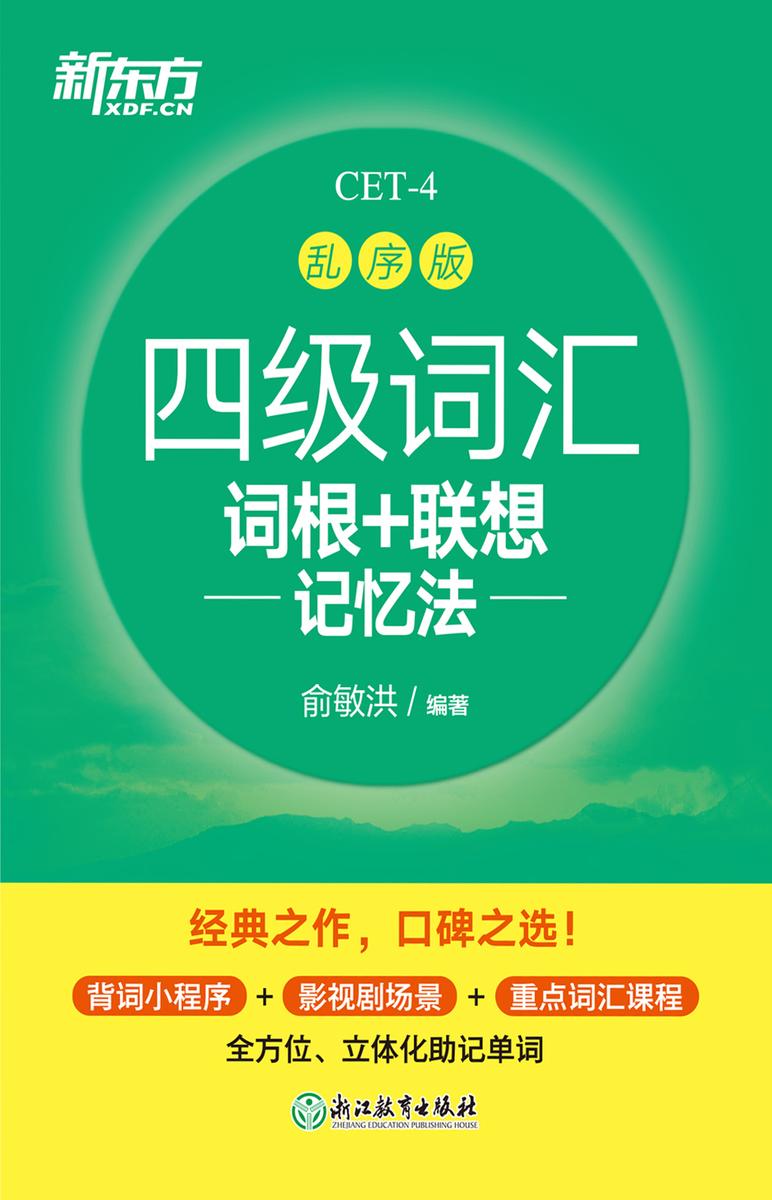 新东方
XDF.CN
CET-4
乱序版
四级词汇
词根+联想
记忆法
俞敏洪/编著
经典之作，口碑之选！
背词小程序+影视剧场景+重点词汇课程
全方位、立体化助记单词
浙江教育出版社
ZHEJIANG EDUCATION PUBLISHING HOUSE